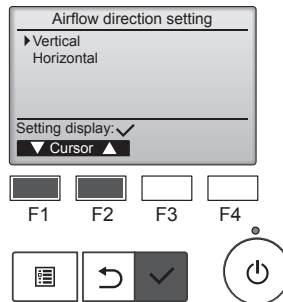 Airflow direction setting
Vertical
Horizontal
Setting display:
Cursor
F1 F2 F3 F4